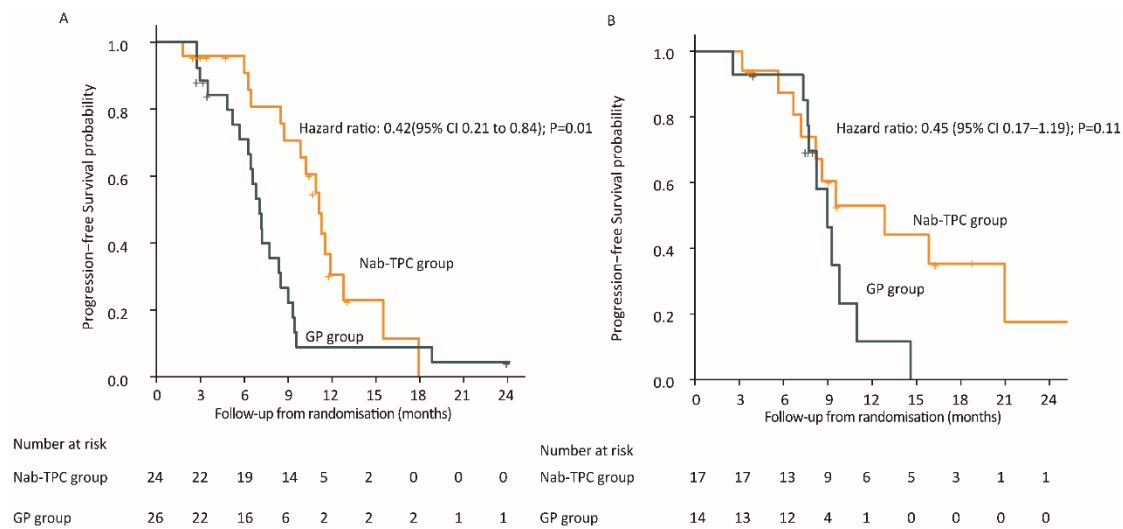 A
1.0
0.8
0.6
0.4
0.2
0.0
Progression–free Survival probability
Hazard ratio: 0.42(95% CI 0.21 to 0.84); P=0.01
Nab-TPC group
GP group
0 3 6 9 12 15 18 21 24
Follow-up from randomisation (months)
Number at risk
Nab-TPC group 24 22 19 14 5 2 0 0 0
GP group 26 22 16 6 2 2 2 1 1
B
1.0
0.8
0.6
0.4
0.2
0.0
Progression–free Survival probability
Hazard ratio: 0.45 (95% CI 0.17–1.19); P=0.11
Nab-TPC group
GP group
0 3 6 9 12 15 18 21 24
Follow-up from randomisation (months)
Number at risk
Nab-TPC group 17 17 13 9 6 5 3 1 1
GP group 14 13 12 4 1 0 0 0 0